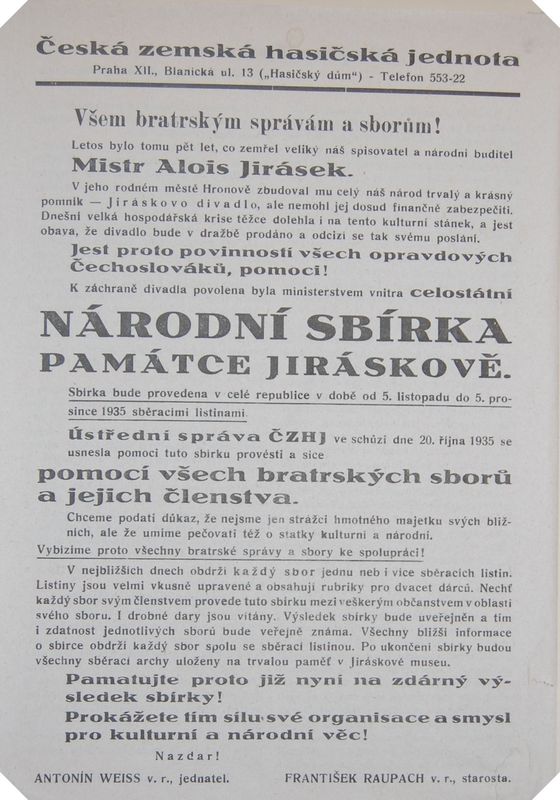 Česká zemská hasičská jednota
Praha XII., Blanická ul. 13 („Hasičský dům“) - Telefon 553-22
Všem bratrským správám a sborům!
Letos bylo tomu pět let, co zemřel veliký náš spisovatel a národní buditel
Mistr Alois Jirásek.
V jeho rodném městě Hronově zbudoval mu celý náš národ trvalý a krásný
pomník — Jiráskovo divadlo, ale nemohl jej dosud finančně zabezpečiti.
Dnešní velká hospodářská krise těžce dolehla i na tento kulturní stánek, a jest
obava, že divadlo bude v dražbě prodáno a odcizí se tak svému poslání.
Jest proto povinností všech opravdových
Čechoslováků, pomoci!
K záchraně divadla povolena byla ministerstvem vnitra celostátní
NÁRODNÍ SBÍRKA
PAMÁTCE JIRÁSKOVĚ.
Sbírka bude provedena v celé republice v době od 5. listopadu do 5. pro-
since 1935 sběracími listinami.
Ústřední správa ČZHJ ve schůzi dne 20. října 1935 se
usnesla pomoci tuto sbírku provésti a sice
pomocí všech bratrských sborů
a jejich členstva.
Chceme podati důkaz, že nejsme jen strážci hmotného majetku svých bliž-
ních, ale že umíme pečovati též o statky kulturní a národní.
Vybízíme proto všechny bratrské správy a sbory ke spolupráci!
V nejbližších dnech obdrží každý sbor jednu neb i více sběracích listin.
Listiny jsou velmi vkusně upravené a obsahují rubriky pro dvacet dárců. Nechť
každý sbor svým členstvem provede tuto sbírku mezi veškerým občanstvem v oblasti
svého sboru. I drobné dary jsou vítány. Výsledek sbírky bude uveřejněn a tím
i zdatnost jednotlivých sborů bude veřejně známa. Všechny bližší informace
o sbírce obdrží každý sbor spolu se sběrací listinou. Po ukončení sbírky budou
všechny sběrací archy uloženy na trvalou paměť v Jiráskově museu.
Pamatujte proto již nyní na zdárný vý-
sledek sbírky!
Prokážete tím sílu své organisace a smysl
pro kulturní a národní věc!
Nazdar!
ANTONÍN WEISS v. r., jednatel. FRANTIŠEK RAUPACH v. r., starosta.